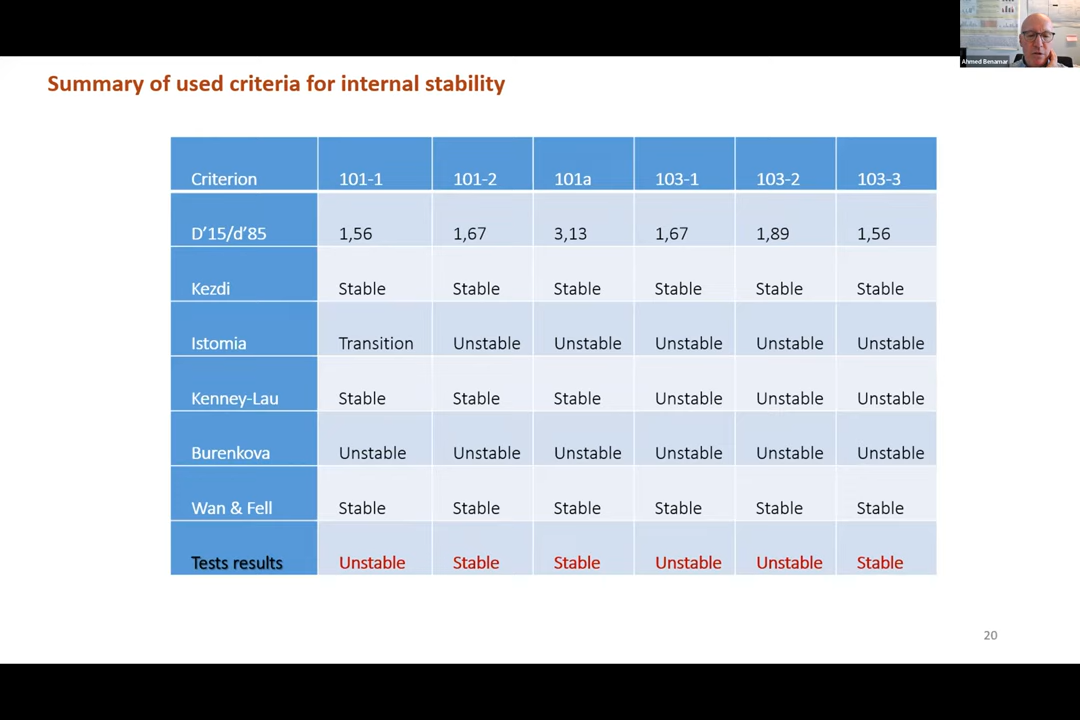 Ahmed Benamar
Summary of used criteria for internal stability
Criterion 101-1 101-2 101a 103-1 103-2 103-3
D’15/d’85 1,56 1,67 3,13 1,67 1,89 1,56
Kezdi Stable Stable Stable Stable Stable Stable
Istomia Transition Unstable Unstable Unstable Unstable Unstable
Kenney-Lau Stable Stable Stable Unstable Unstable Unstable
Burenkova Unstable Unstable Unstable Unstable Unstable Unstable
Wan & Fell Stable Stable Stable Stable Stable Stable
Tests results Unstable Stable Stable Unstable Unstable Stable
20